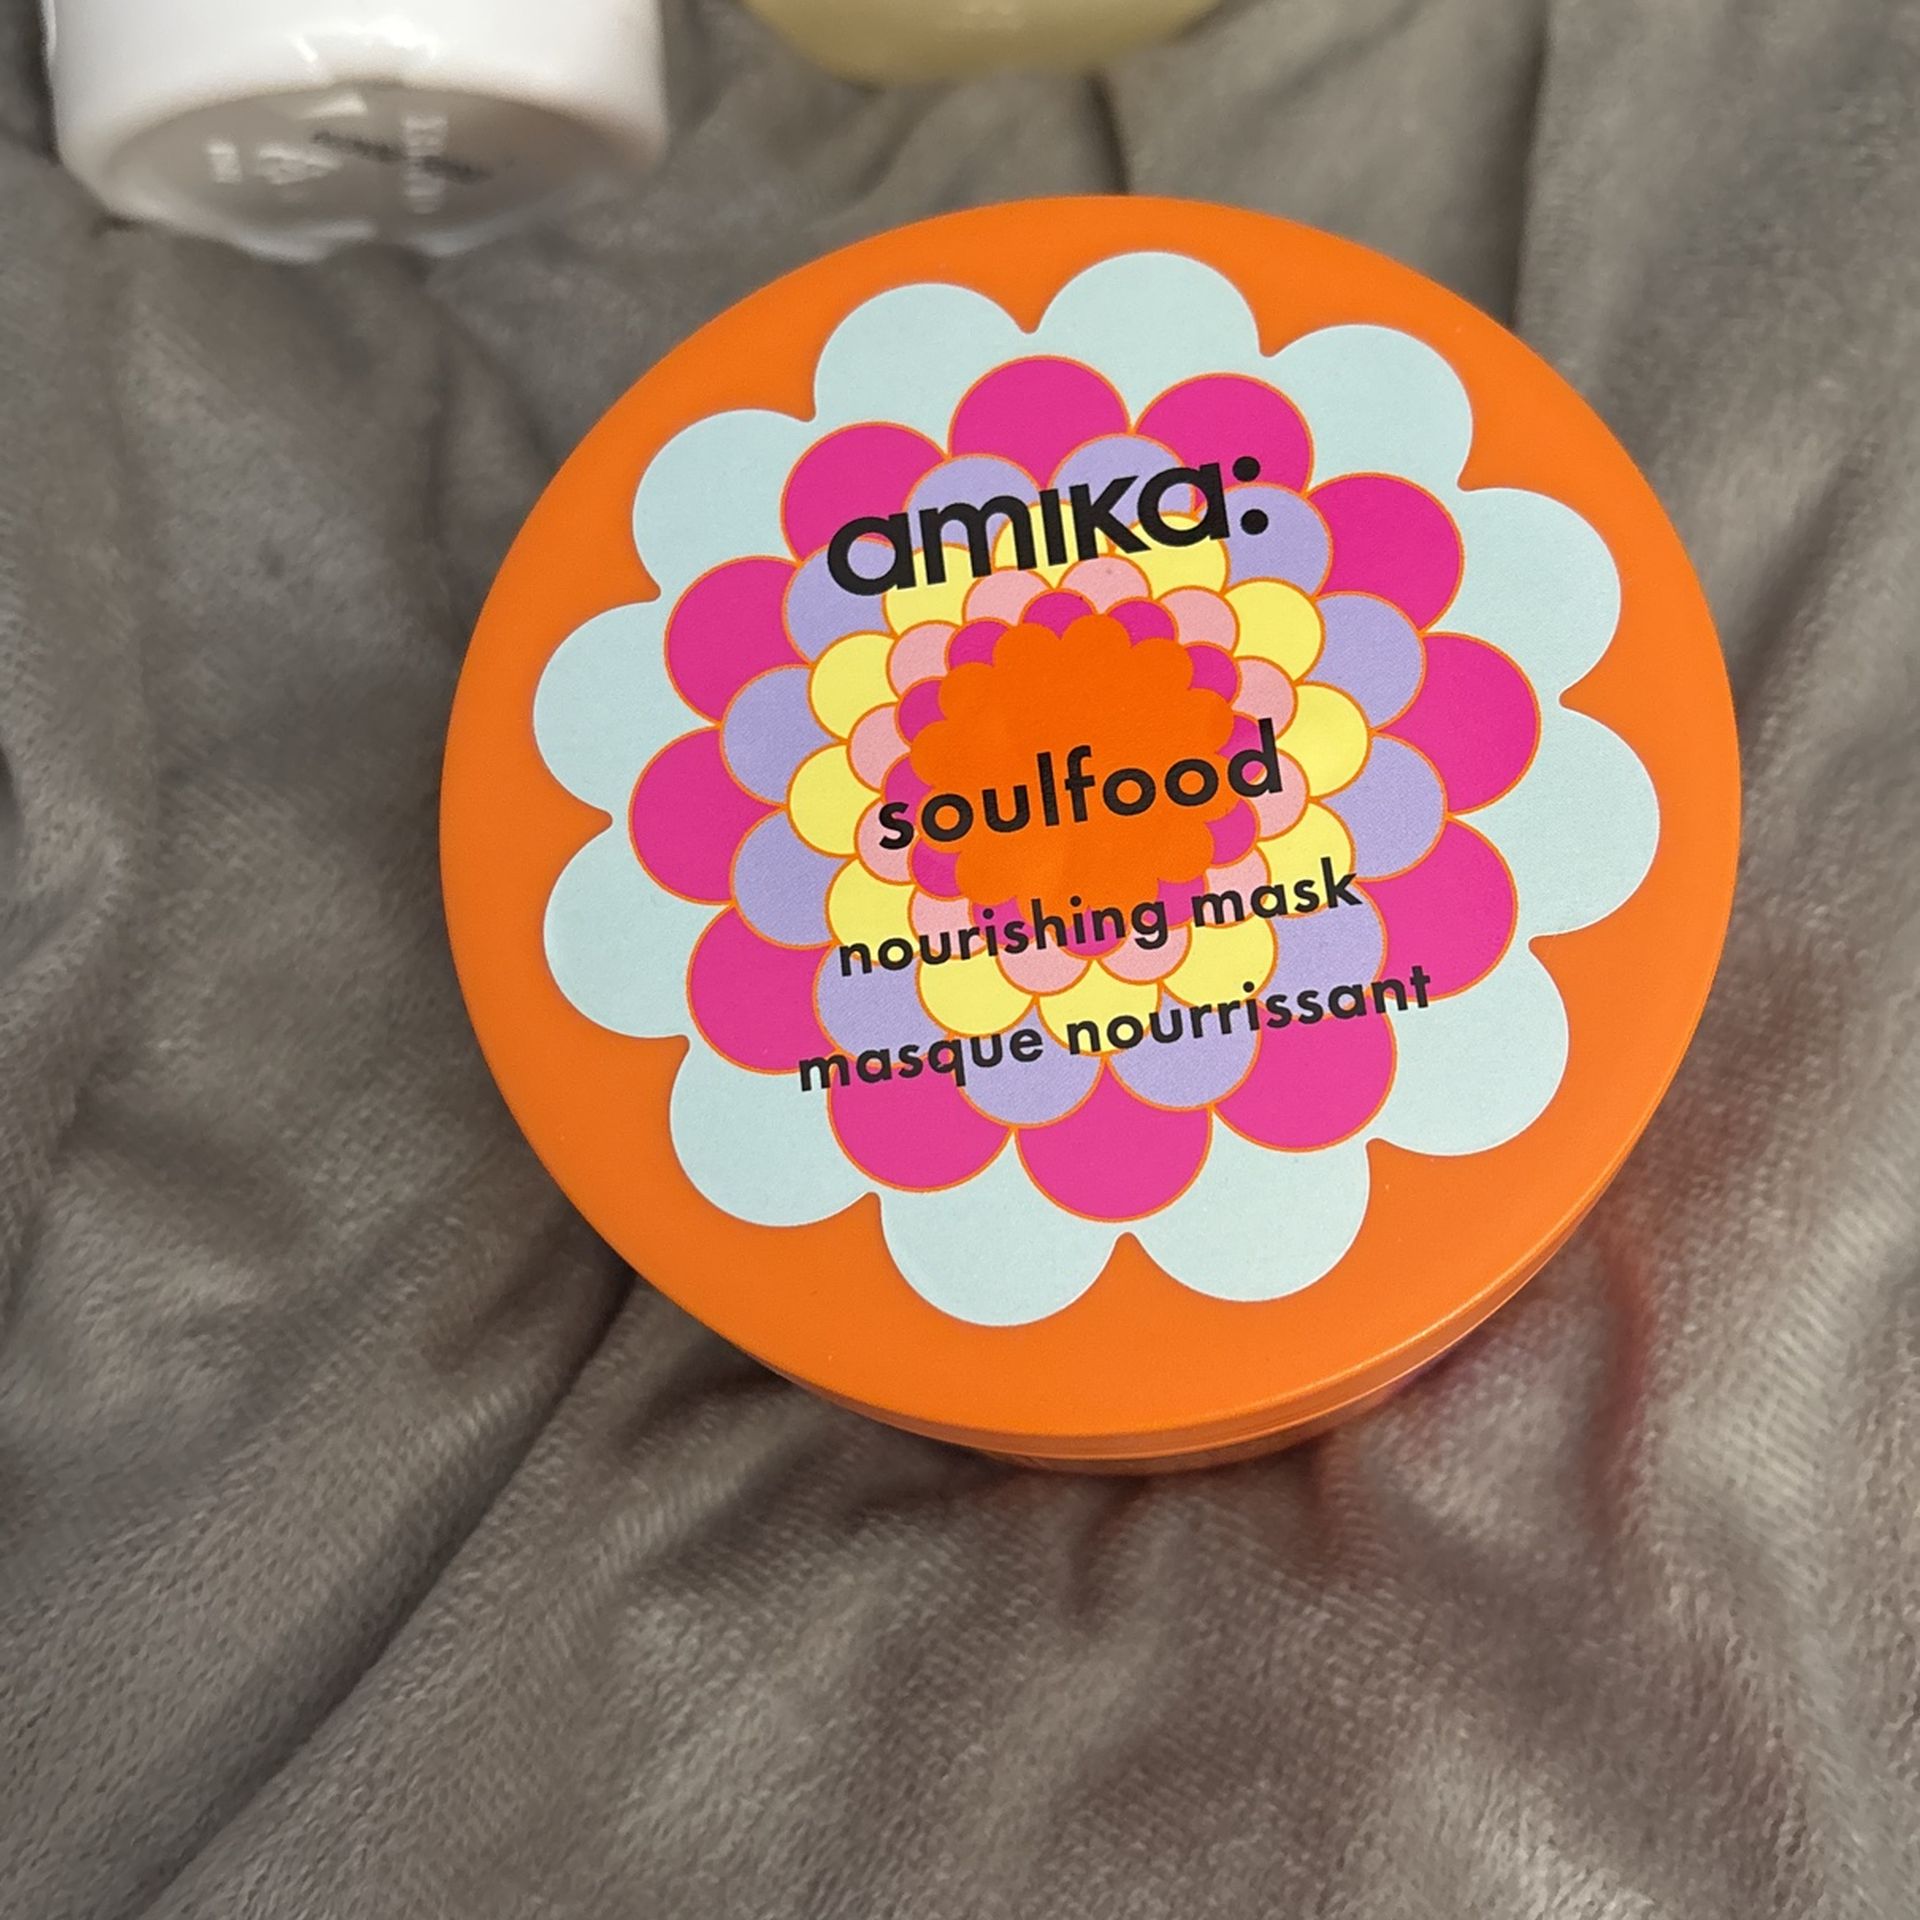 amika:
soulfood
nourishing mask
masque nourrissant